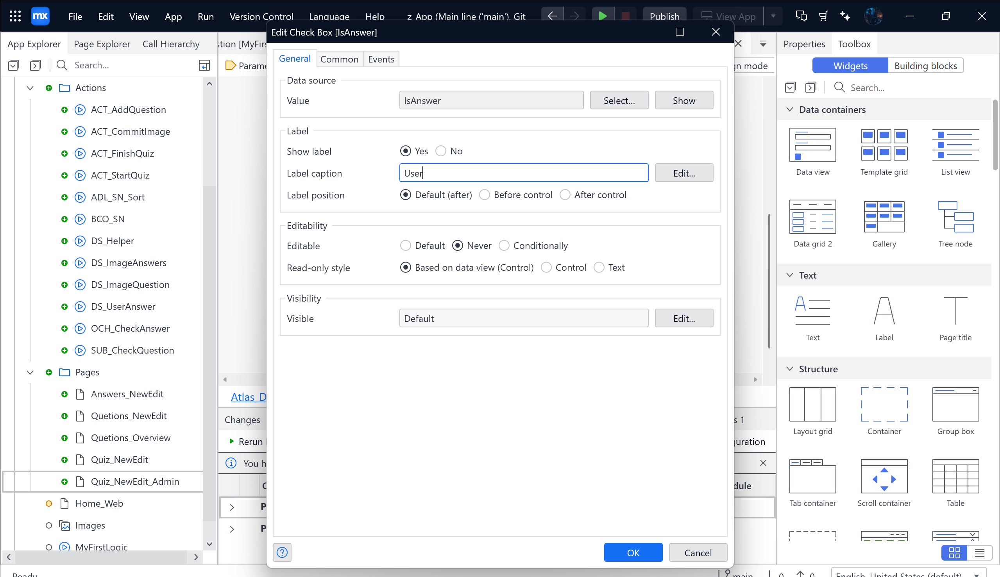 mx File Edit View App Run Version Control Language Help z_App (Main line ('main'), Git Publish View App
Edit Check Box [IsAnswer]
App Explorer Page Explorer Call Hierarchy
Search...
Actions
ACT_AddQuestion
ACT_CommitImage
ACT_FinishQuiz
ACT_StartQuiz
ADL_SN_Sort
BCO_SN
DS_Helper
DS_ImageAnswers
DS_ImageQuestion
DS_UserAnswer
OCH_CheckAnswer
SUB_CheckQuestion
Pages
Answers_NewEdit
Quetions_NewEdit
Quetions_Overview
Quiz_NewEdit
Quiz_NewEdit_Admin
Home_Web
Images
MyFirstLogic
Ready
stion [MyFirs
Parame
gn mode
Atlas_D
Changes
s 1
Rerun
guration
You h
dule
P
P
General Common Events
Data source
Value IsAnswer Select... Show
Label
Show label Yes No
Label caption User Edit...
Label position Default (after) Before control After control
Editability
Editable Default Never Conditionally
Read-only style Based on data view (Control) Control Text
Visibility
Visible Default Edit...
? OK Cancel
Properties Toolbox
Widgets Building blocks
Search...
Data containers
Data view Template grid List view
Data grid 2 Gallery Tree node
Text
Text Label Page title
Structure
Layout grid Container Group box
Tab container Scroll container Table
main 0 0 English, United States (default)